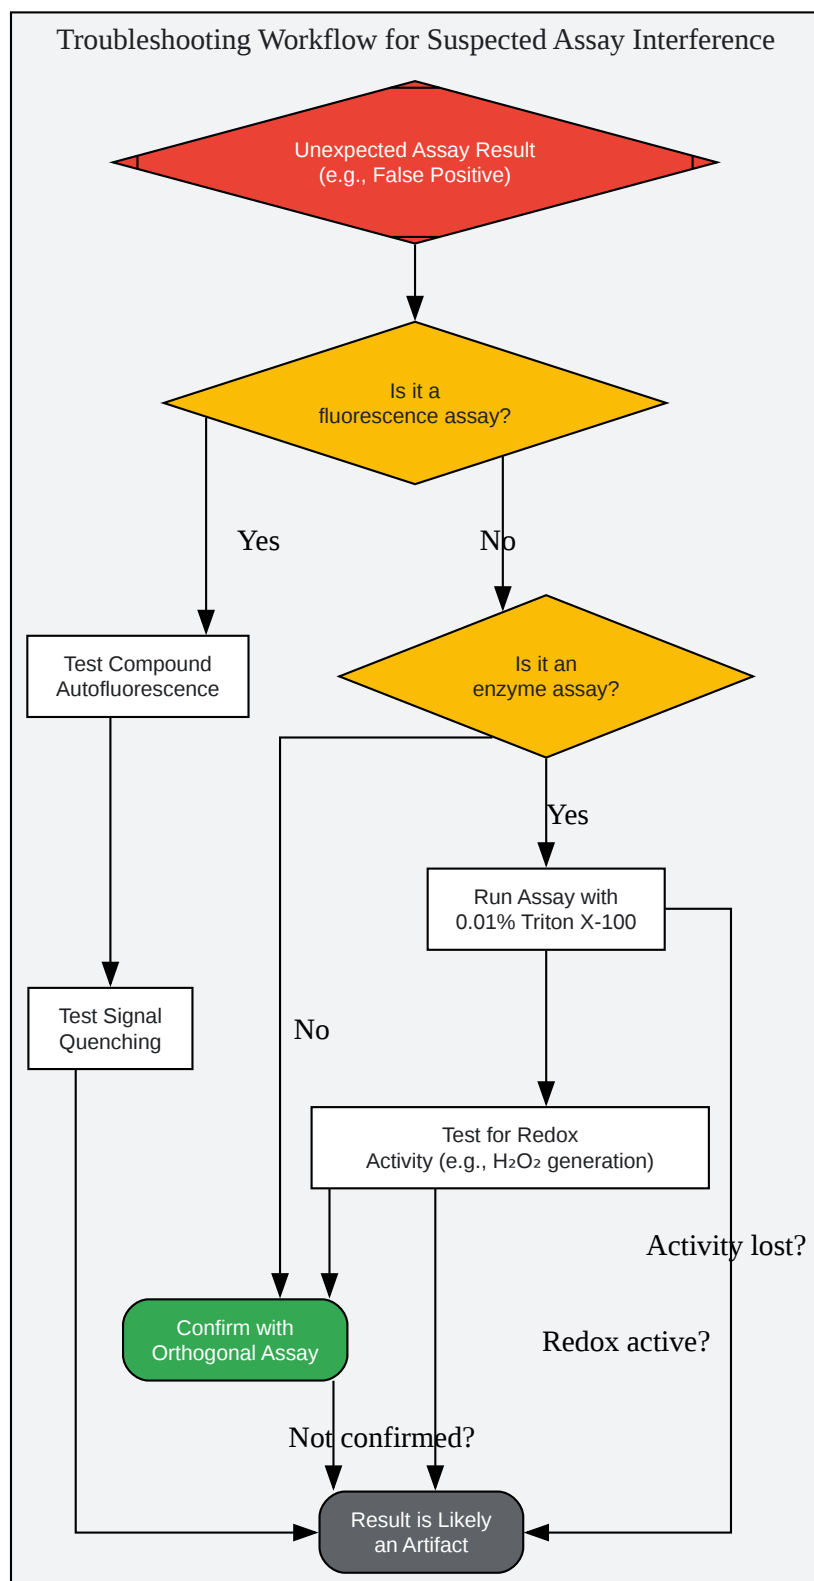 Troubleshooting Workflow for Suspected Assay Interference
Unexpected Assay Result
(e.g., False Positive)
Is it a
fluorescence assay?
Yes
No
Test Compound
Autofluorescence
Is it an
enzyme assay?
Yes
Run Assay with
0.01% Triton X-100
Test Signal
Quenching
No
Test for Redox
Activity (e.g., H₂O₂ generation)
Activity lost?
Confirm with
Orthogonal Assay
Redox active?
Not confirmed?
Result is Likely
an Artifact